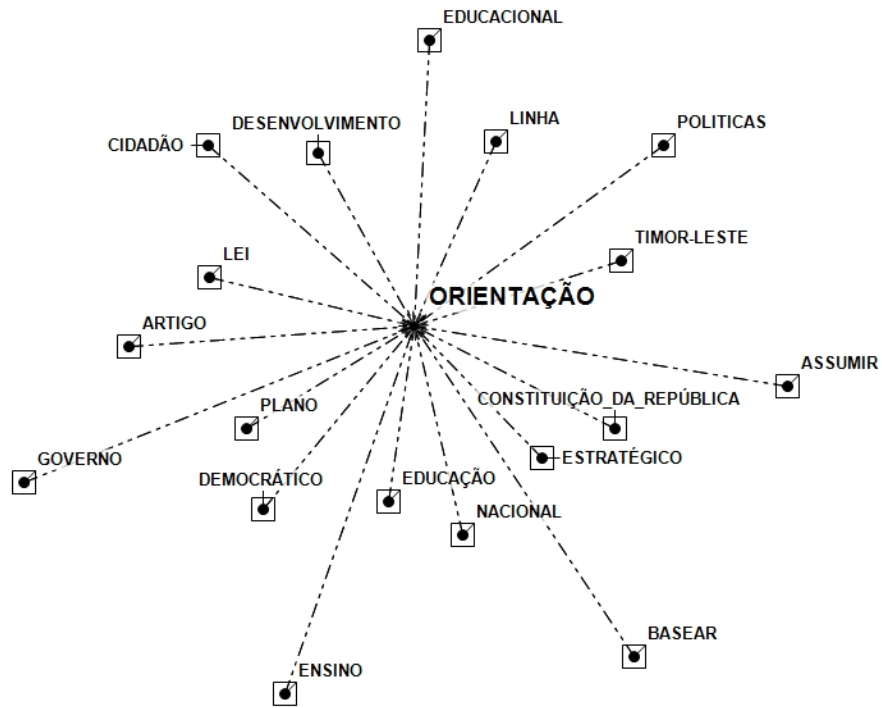 EDUCACIONAL
DESENVOLVIMENTO
LINHA
POLITICAS
CIDADÃO
TIMOR-LESTE
LEI
ORIENTAÇÃO
ARTIGO
ASSUMIR
CONSTITUIÇÃO_DA_REPÚBLICA
PLANO
GOVERNO
ESTRATÉGICO
DEMOCRÁTICO
EDUCAÇÃO
NACIONAL
BASEAR
ENSINO